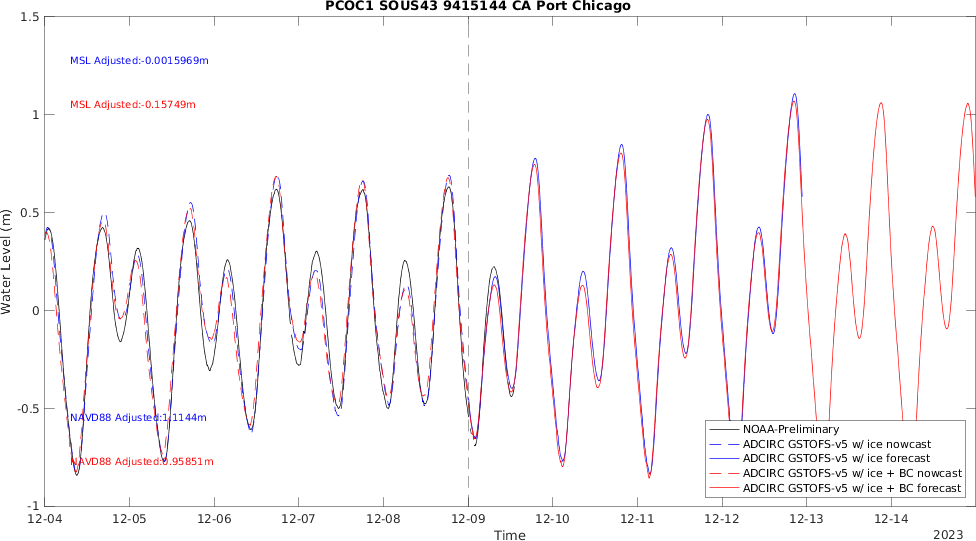 PCOC1 SOUS43 9415144 CA Port Chicago
1.5
1
0.5
0
-0.5
-1
Water Level (m)
MSL Adjusted:-0.0015969m
MSL Adjusted:-0.15749m
NAVD88 Adjusted:1.1144m
NAVD88 Adjusted:0.95851m
NOAA-Preliminary
ADCIRC GSTOFS-v5 w/ ice nowcast
ADCIRC GSTOFS-v5 w/ ice forecast
ADCIRC GSTOFS-v5 w/ ice + BC nowcast
ADCIRC GSTOFS-v5 w/ ice + BC forecast
12-04 12-05 12-06 12-07 12-08 12-09 12-10 12-11 12-12 12-13 12-14
Time
2023